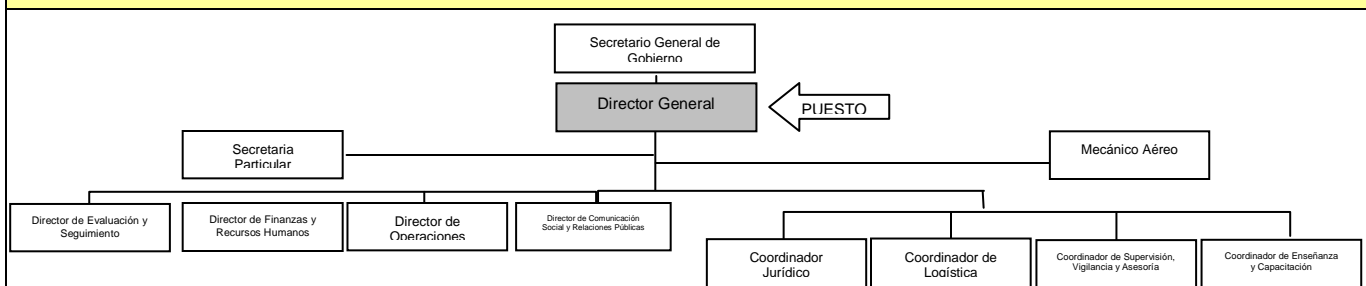 Secretario General de
Gobierno
Director General
PUESTO
Secretaria
Particular
Mecánico Aéreo
Director de Evaluación y
Seguimiento
Director de Finanzas y
Recursos Humanos
Director de
Operaciones
Director de Comunicación
Social y Relaciones Públicas
Coordinador
Jurídico
Coordinador de
Logística
Coordinador de Supervisión,
Vigilancia y Asesoría
Coordinador de Enseñanza
y Capacitación